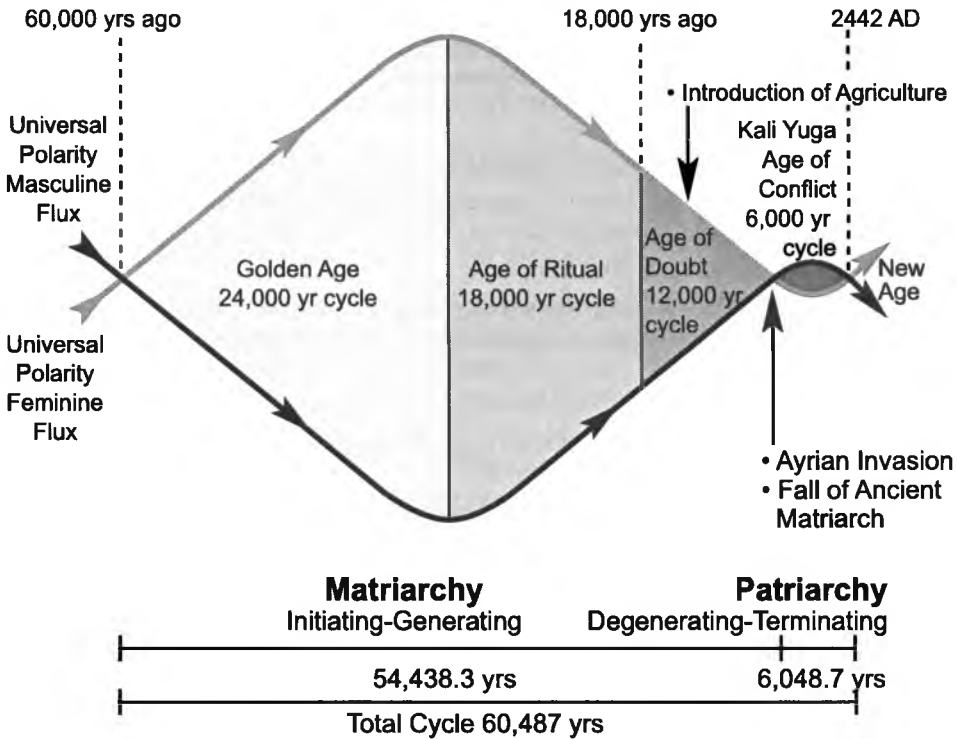 60,000 yrs ago
18,000 yrs ago
2442 AD
• Introduction of Agriculture
Universal
Polarity
Masculine
Flux
Kali Yuga
Age of
Conflict
6,000 yr
cycle
Golden Age
24,000 yr cycle
Age of Ritual
18,000 yr cycle
Age of
Doubt
12,000 yr
cycle
New
Age
Universal
Polarity
Feminine
Flux
• Ayrian Invasion
• Fall of Ancient
Matriarch
Matriarchy
Initiating-Generating
Patriarchy
Degenerating-Terminating
54,438.3 yrs
6,048.7 yrs
Total Cycle 60,487 yrs